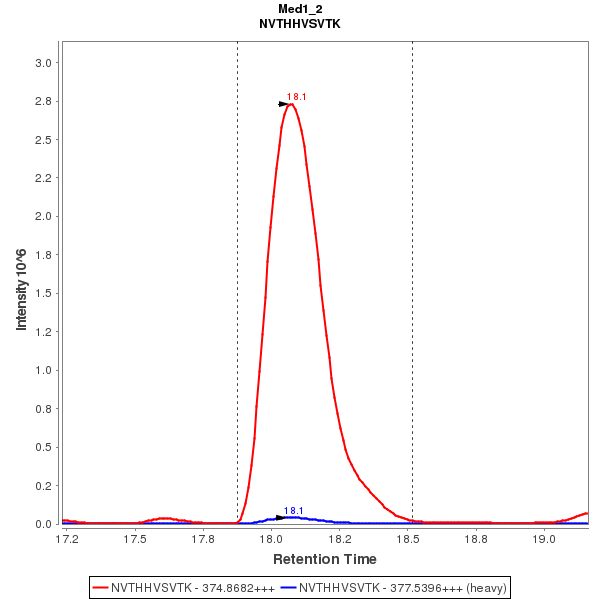 Med1_2
NVTHHVSVTK
3.0
2.8
2.5
2.2
2.0
1.8
1.5
1.2
1.0
0.8
0.5
0.2
0.0
Intensity 10^6
18.1
18.1
17.2 17.5 17.8 18.0 18.2 18.5 18.8 19.0
Retention Time
NVTHHVSVTK - 374.8682+++ NVTHHVSVTK - 377.5396+++ (heavy)